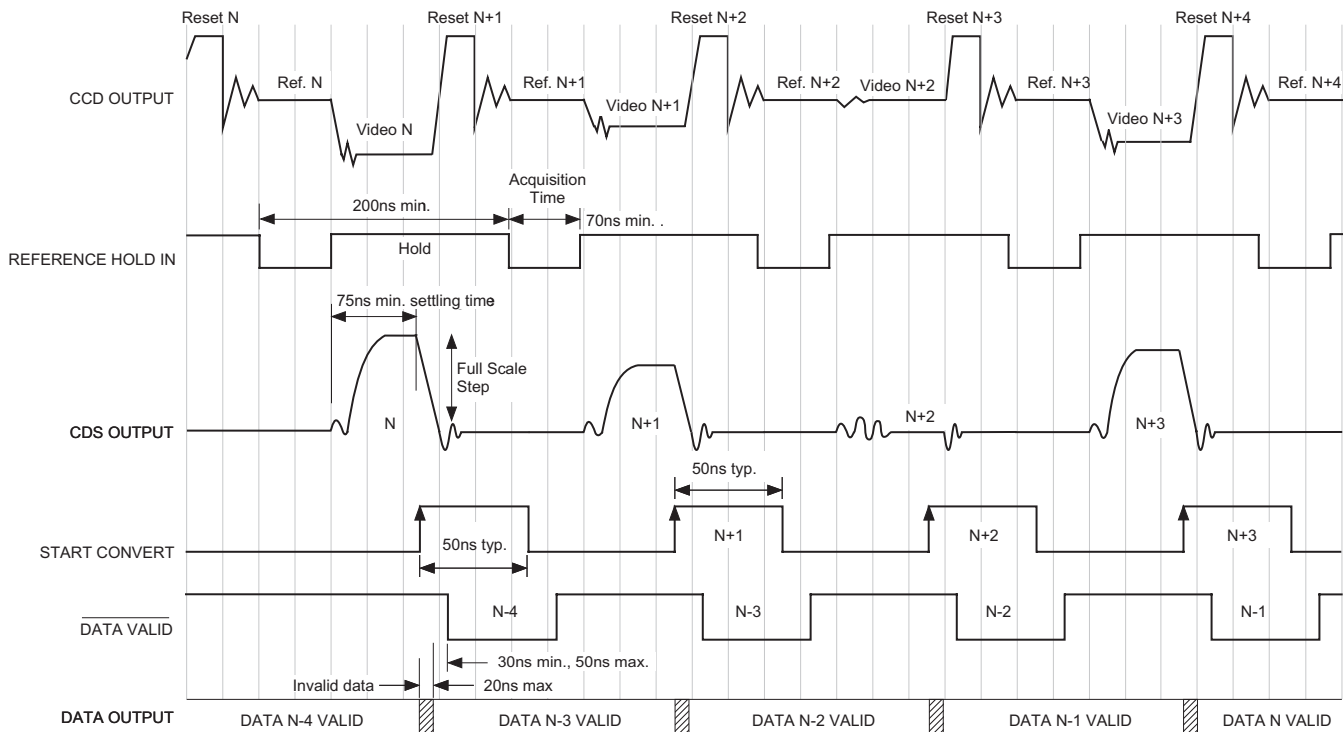 Reset N
Reset N+1
Reset N+2
Reset N+3
Reset N+4
CCD OUTPUT
Ref. N
Video N
Ref. N+1
Video N+1
Ref. N+2
Video N+2
Ref. N+3
Video N+3
Ref. N+4
Acquisition
Time
200ns min.
70ns min. .
REFERENCE HOLD IN
Hold
75ns min. settling time
Full Scale
Step
CDS OUTPUT
N
N+1
N+2
N+3
50ns typ.
START CONVERT
50ns typ.
N+1
N+2
N+3
DATA VALID
N-4
N-3
N-2
N-1
30ns min., 50ns max.
Invalid data
20ns max
DATA OUTPUT
DATA N-4 VALID
DATA N-3 VALID
DATA N-2 VALID
DATA N-1 VALID
DATA N VALID